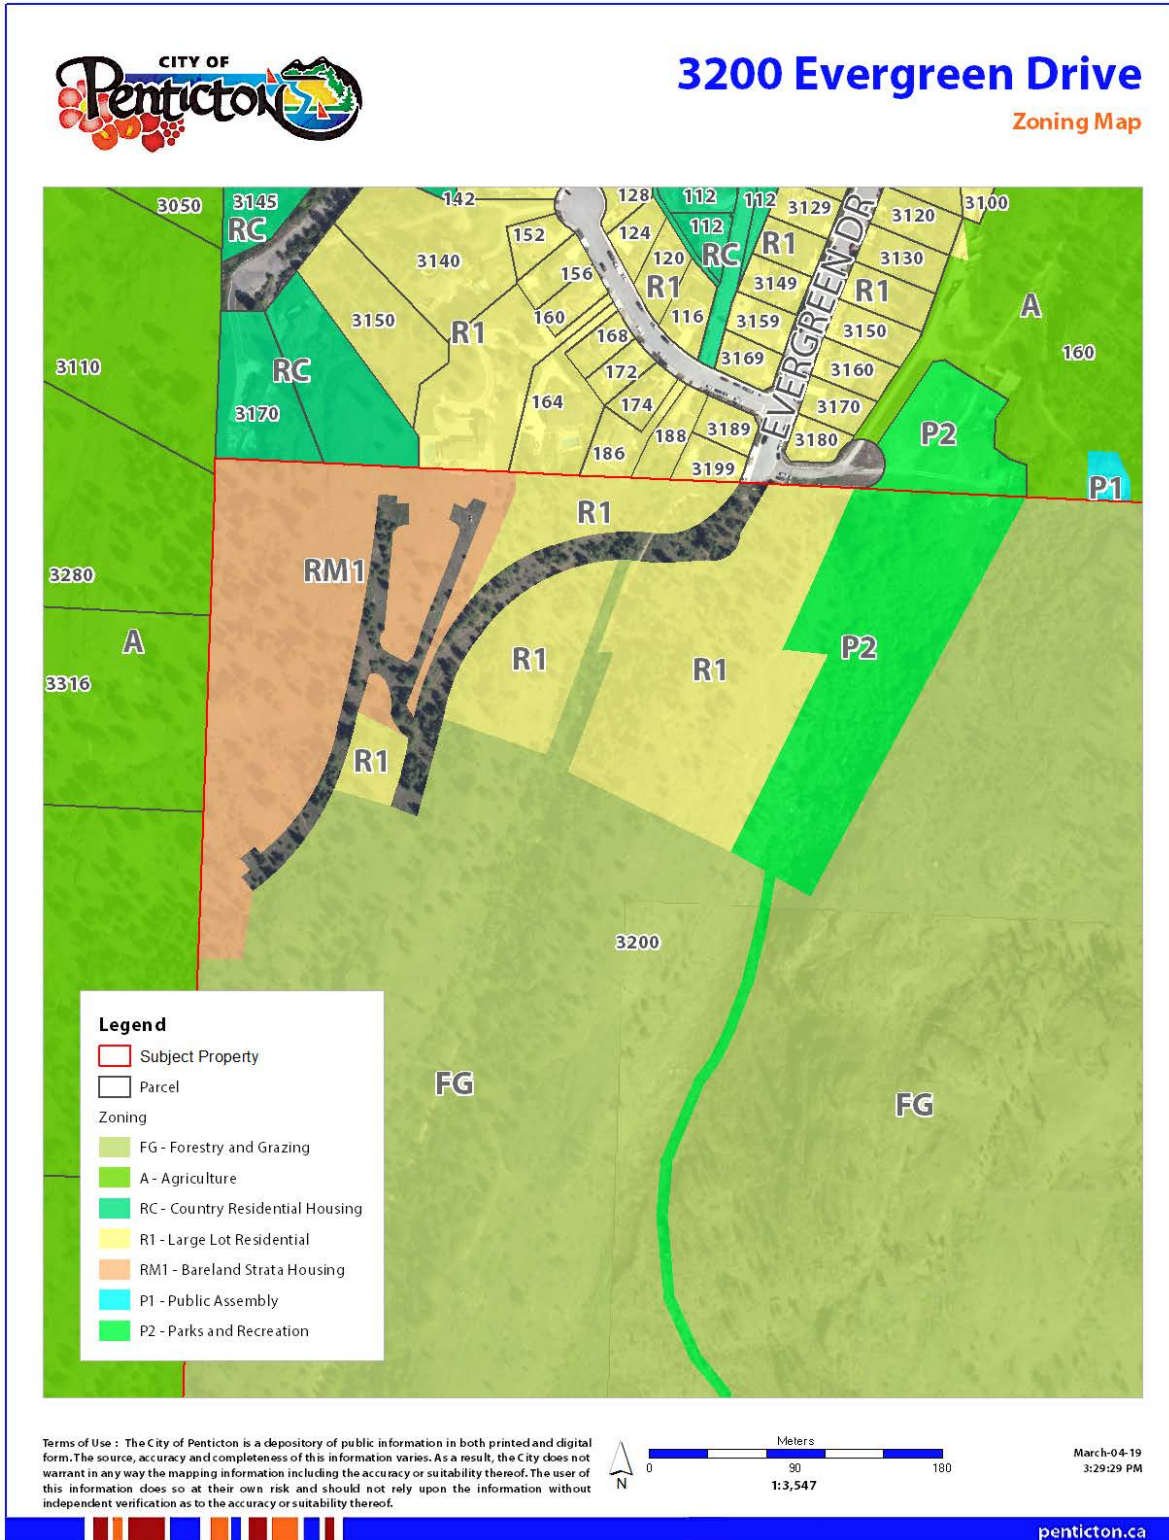 CITY OF
Penticton
3200 Evergreen Drive
Zoning Map
3050
3145
RC
142
128
112
112
3129
3120
3100
152
124
112
RC
R1
EVERGREEN DR
3130
3140
156
120
R1
3149
R1
A
3150
R1
160
116
3159
3150
160
168
3110
RC
172
3169
3160
3170
164
174
3170
P2
186
188
3189
3180
3199
P1
R1
RM1
3280
A
R1
R1
P2
3316
R1
3200
FG
FG
Legend
Subject Property
Parcel
Zoning
FG - Forestry and Grazing
A - Agriculture
RC - Country Residential Housing
R1 - Large Lot Residential
RM1 - Bareland Strata Housing
P1 - Public Assembly
P2 - Parks and Recreation
Terms of Use : The City of Penticton is a depository of public information in both printed and digital
form. The source, accuracy and completeness of this information varies. As a result, the City does not
warrant in any way the mapping information including the accuracy or suitability thereof. The user of
this information does so at their own risk and should not rely upon the information without
independent verification as to the accuracy or suitability thereof.
N
Meters
0 90 180
1:3,547
March-04-19
3:29:29 PM
penticton.ca